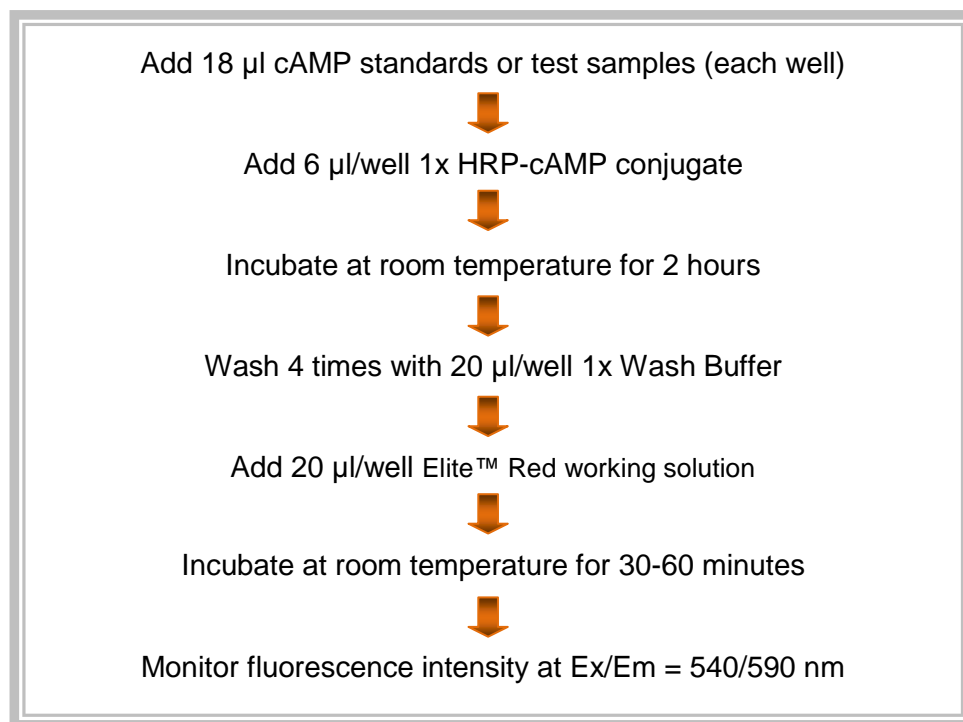 Add 18 µl cAMP standards or test samples (each well)
Add 6 µl/well 1x HRP-cAMP conjugate
Incubate at room temperature for 2 hours
Wash 4 times with 20 µl/well 1x Wash Buffer
Add 20 µl/well Elite™ Red working solution
Incubate at room temperature for 30-60 minutes
Monitor fluorescence intensity at Ex/Em = 540/590 nm